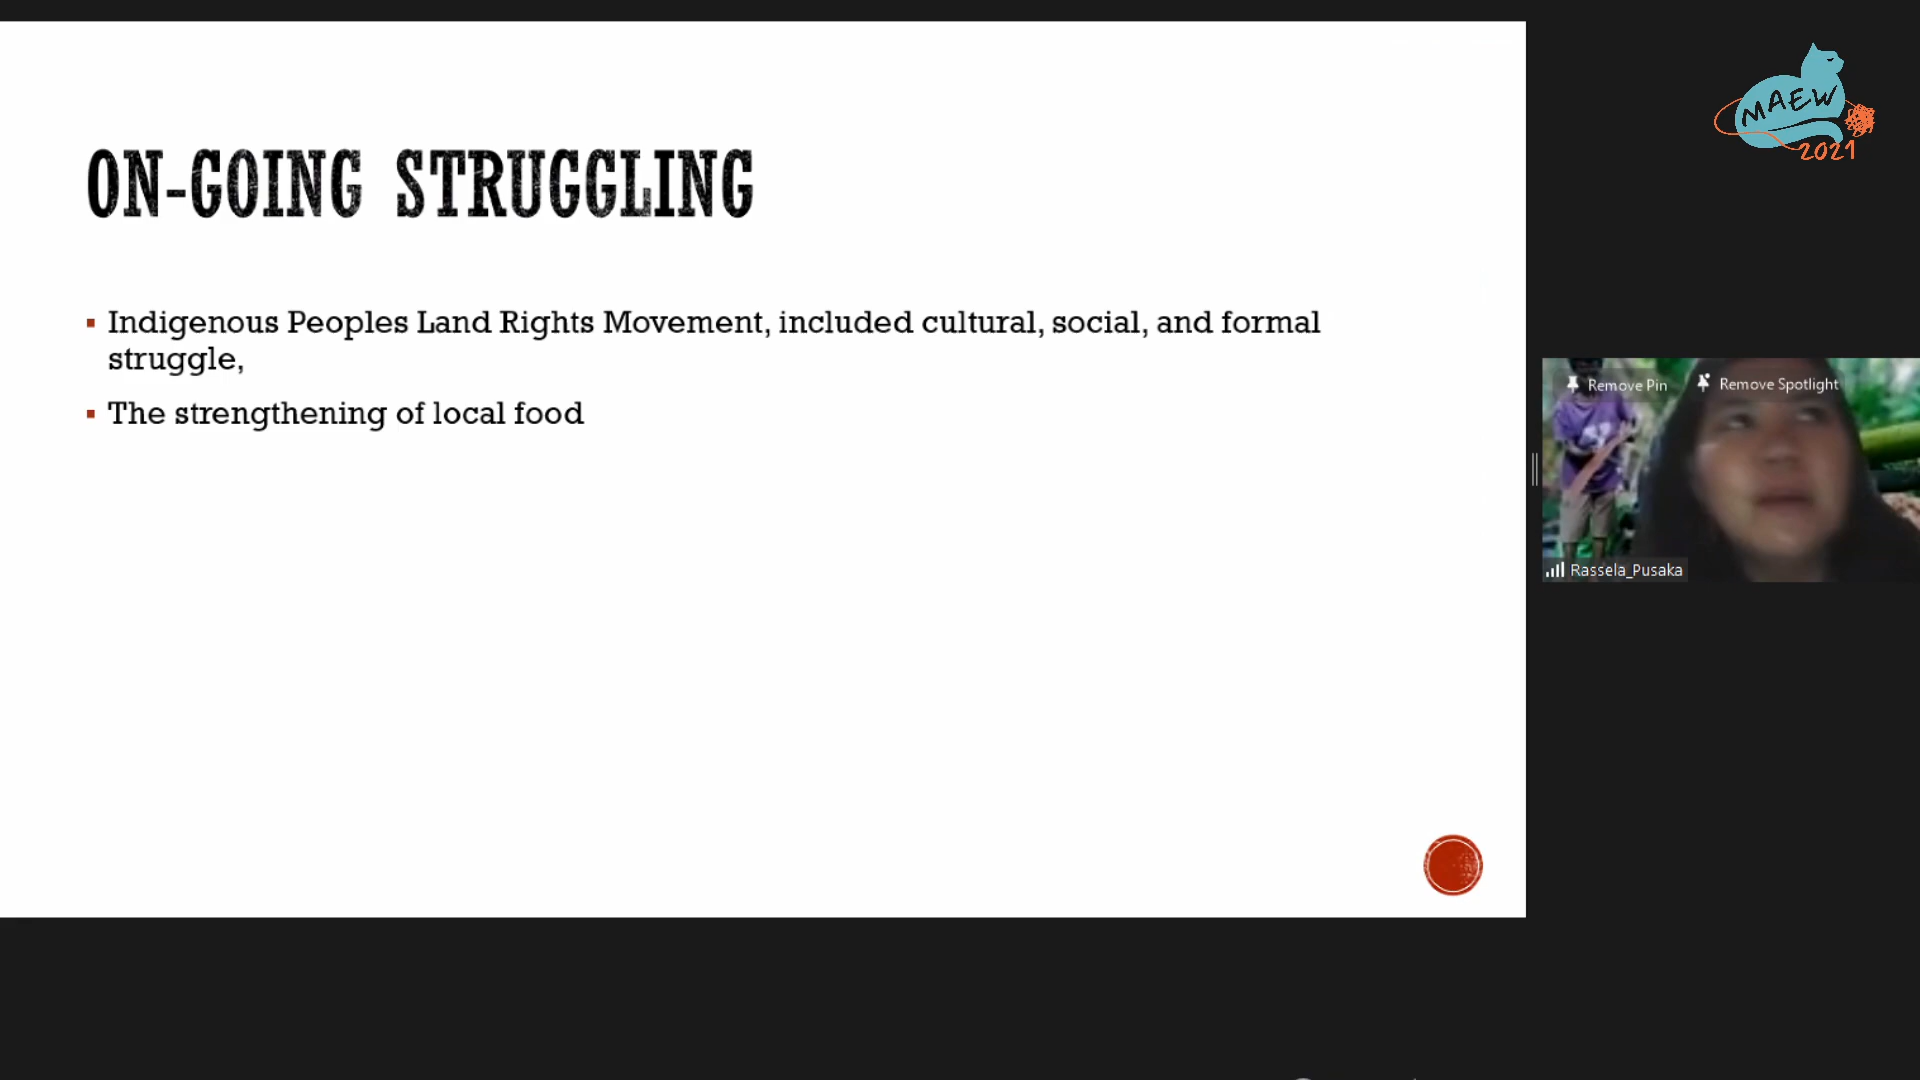 MAEW
2021
ON-GOING STRUGGLING
Indigenous Peoples Land Rights Movement, included cultural, social, and formal
struggle,
The strengthening of local food
Remove Pin
Remove Spotlight
Rassela_Pusaka